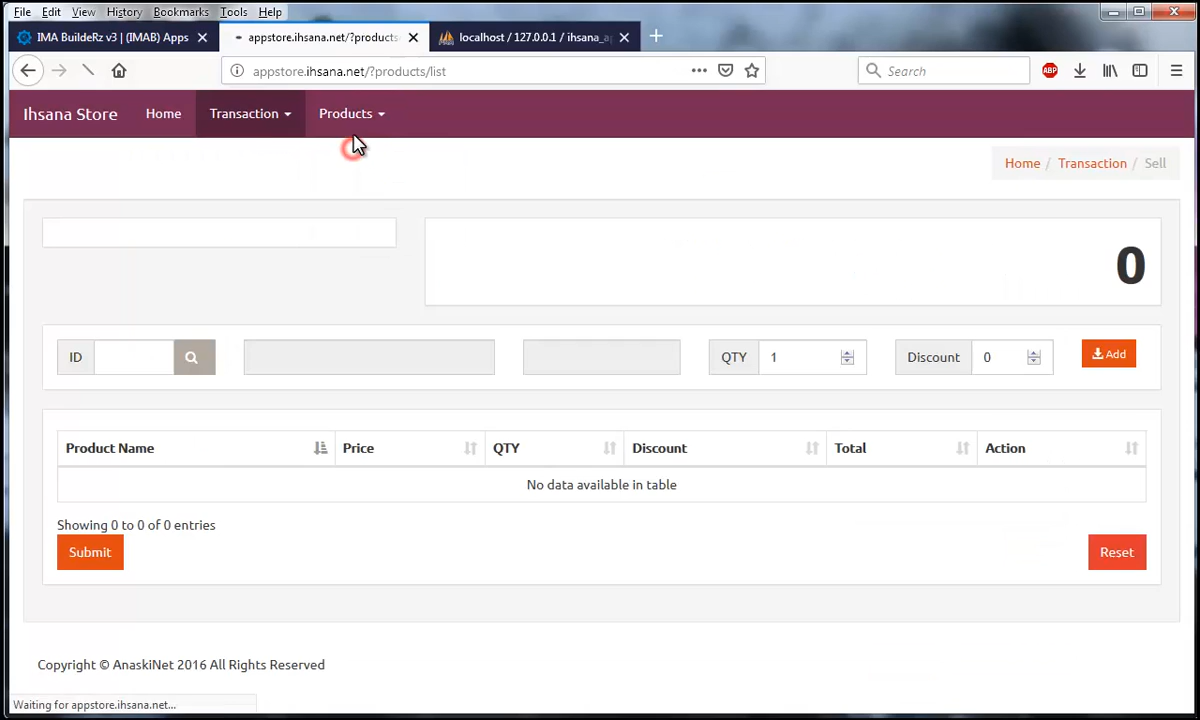 File Edit View History Bookmarks Tools Help
IMA BuildeRz v3 | (IMAB) Apps appstore.ihsana.net/?products localhost / 127.0.0.1 / ihsana_a
appstore.ihsana.net/?products/list Search ABP
Ihsana Store Home Transaction Products
Home / Transaction / Sell
0
ID QTY 1 Discount 0 Add
Product Name Price QTY Discount Total Action
No data available in table
Showing 0 to 0 of 0 entries
Submit Reset
Copyright © AnaskiNet 2016 All Rights Reserved
Waiting for appstore.ihsana.net...